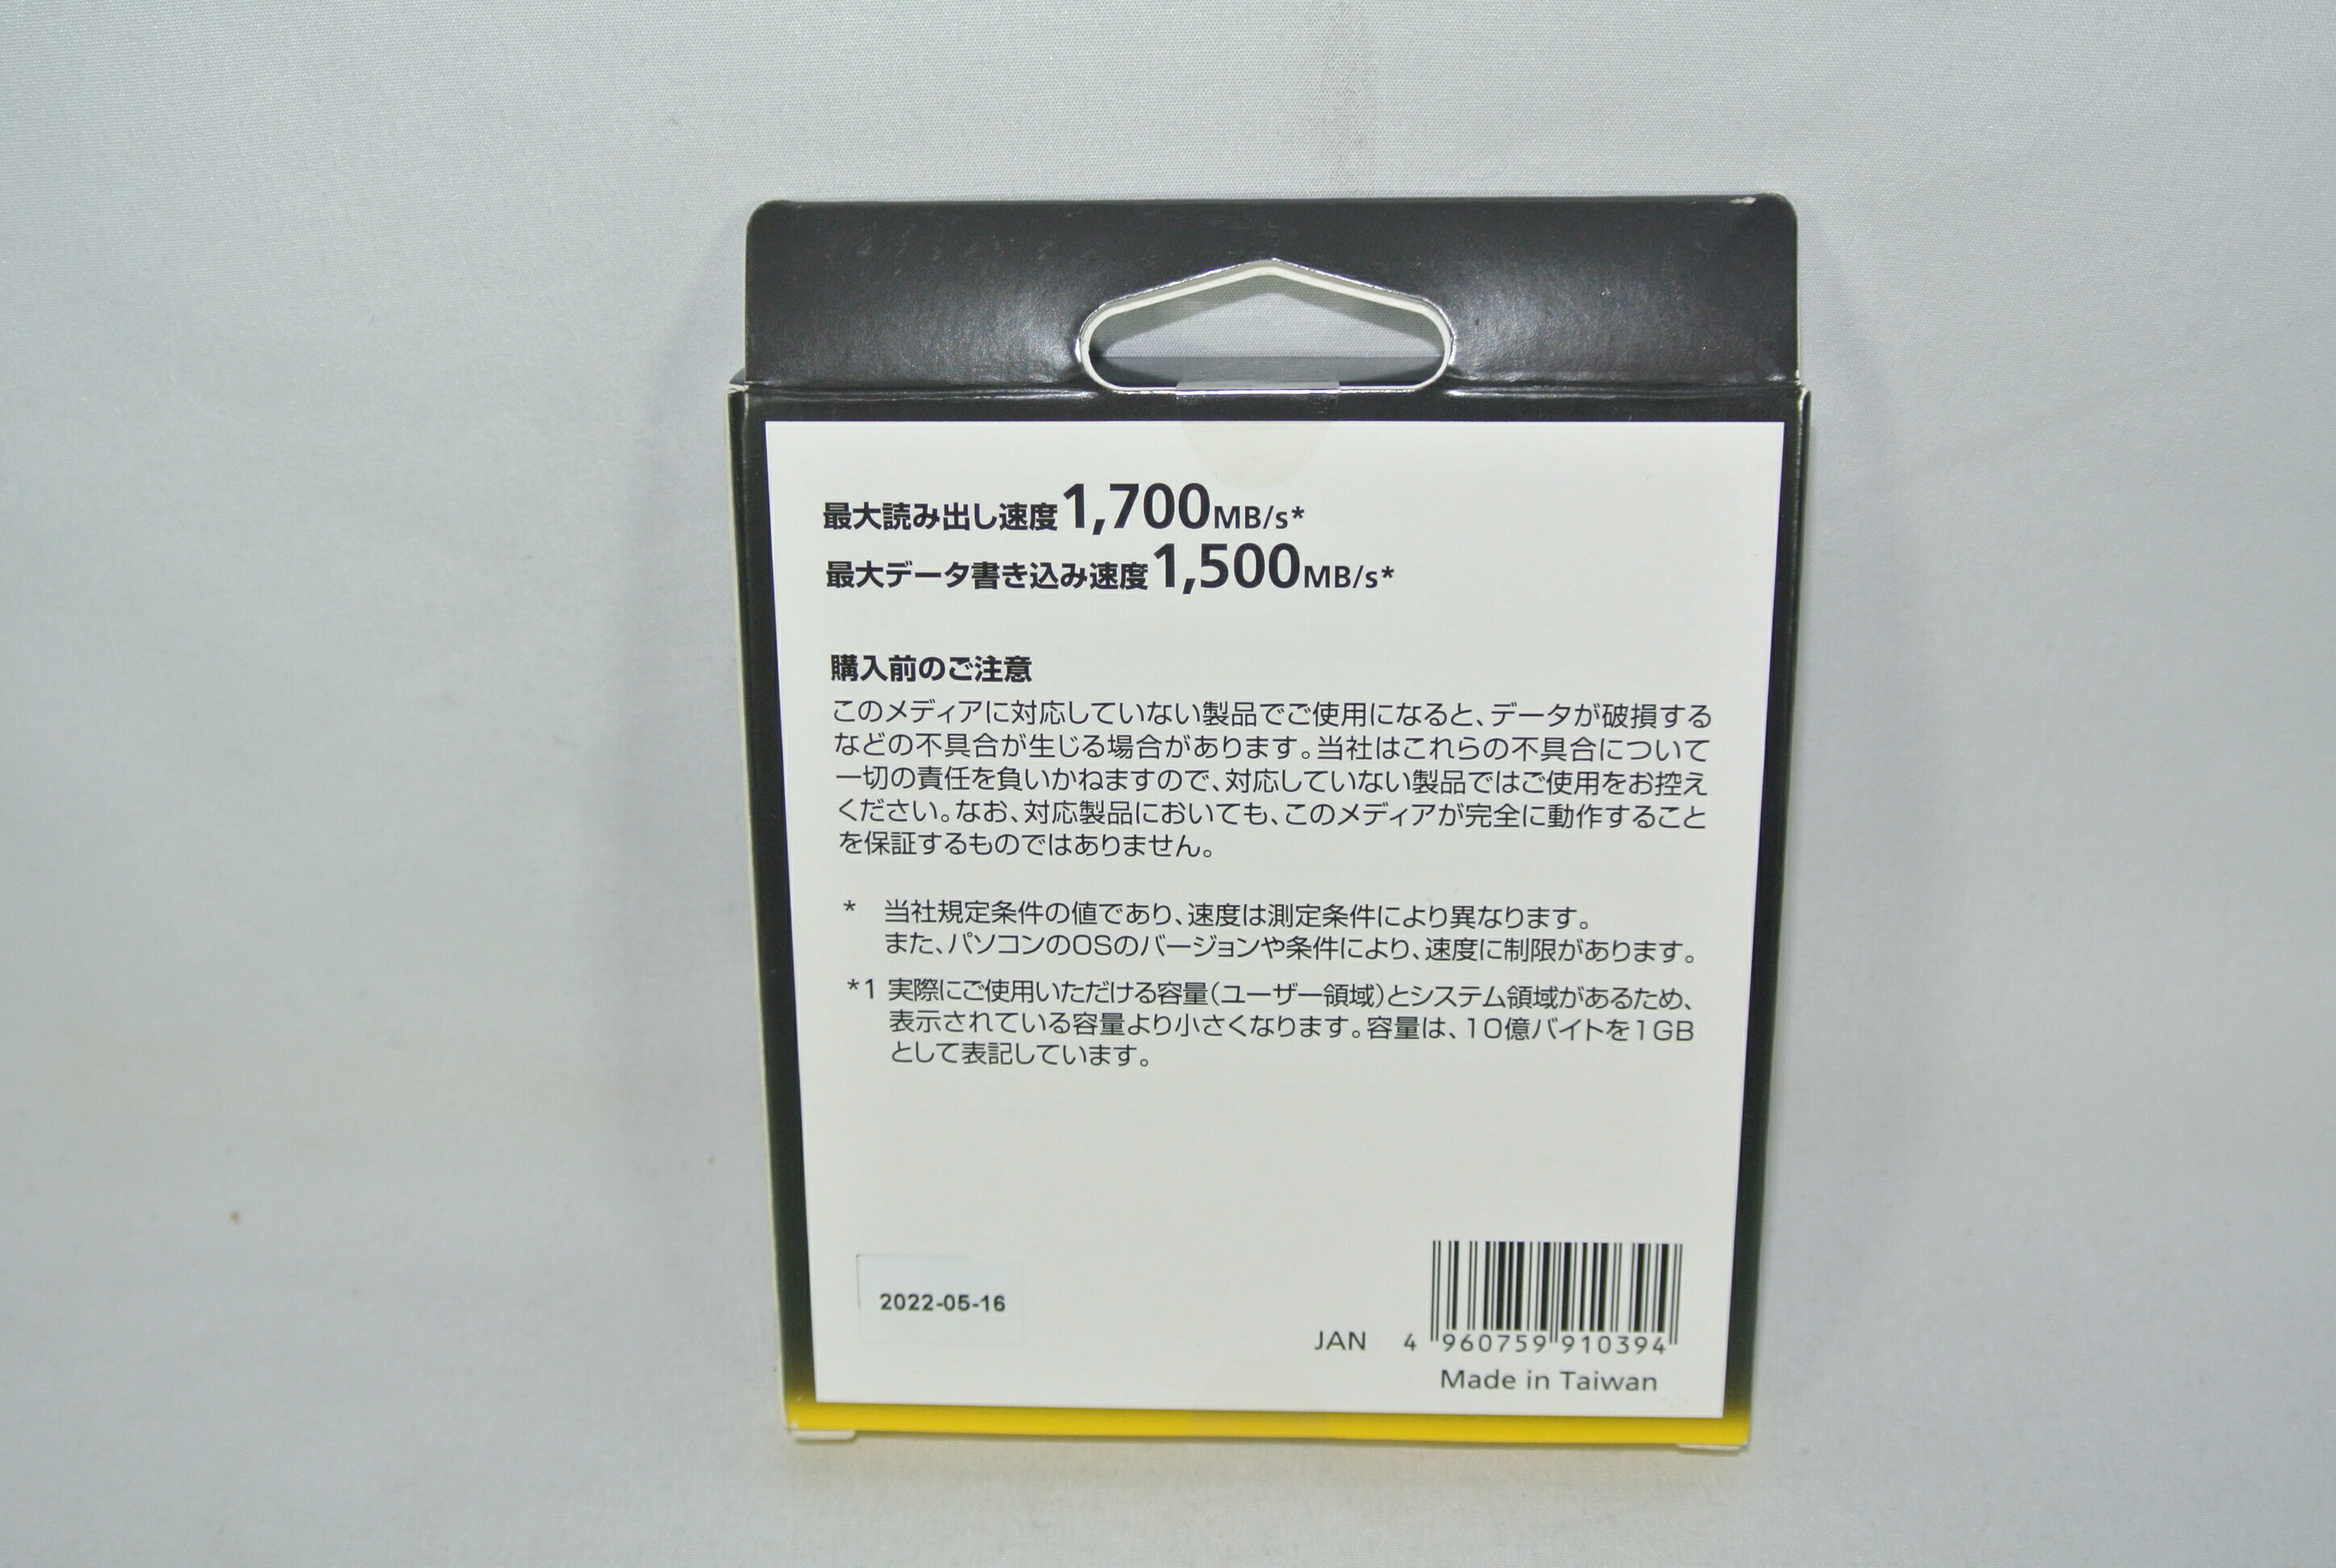 最大読み出し速度1,700MB/s*
最大データ書き込み速度1,500MB/s*
購入前のご注意
このメディアに対応していない製品でご使用になると、データが破損する
などの不具合が生じる場合があります。当社はこれらの不具合について
一切の責任を負いかねますので、対応していない製品ではご使用をお控え
ください。なお、対応製品においても、このメディアが完全に動作すること
を保証するものではありません。
* 当社規定条件の値であり、速度は測定条件により異なります。
また、パソコンのOSのバージョンや条件により、速度に制限があります。
*1 実際にご使用いただける容量(ユーザー領域)とシステム領域があるため、
表示されている容量より小さくなります。容量は、10億バイトを1GB
として表記しています。
2022-05-16
JAN 4 960759 910394
Made in Taiwan